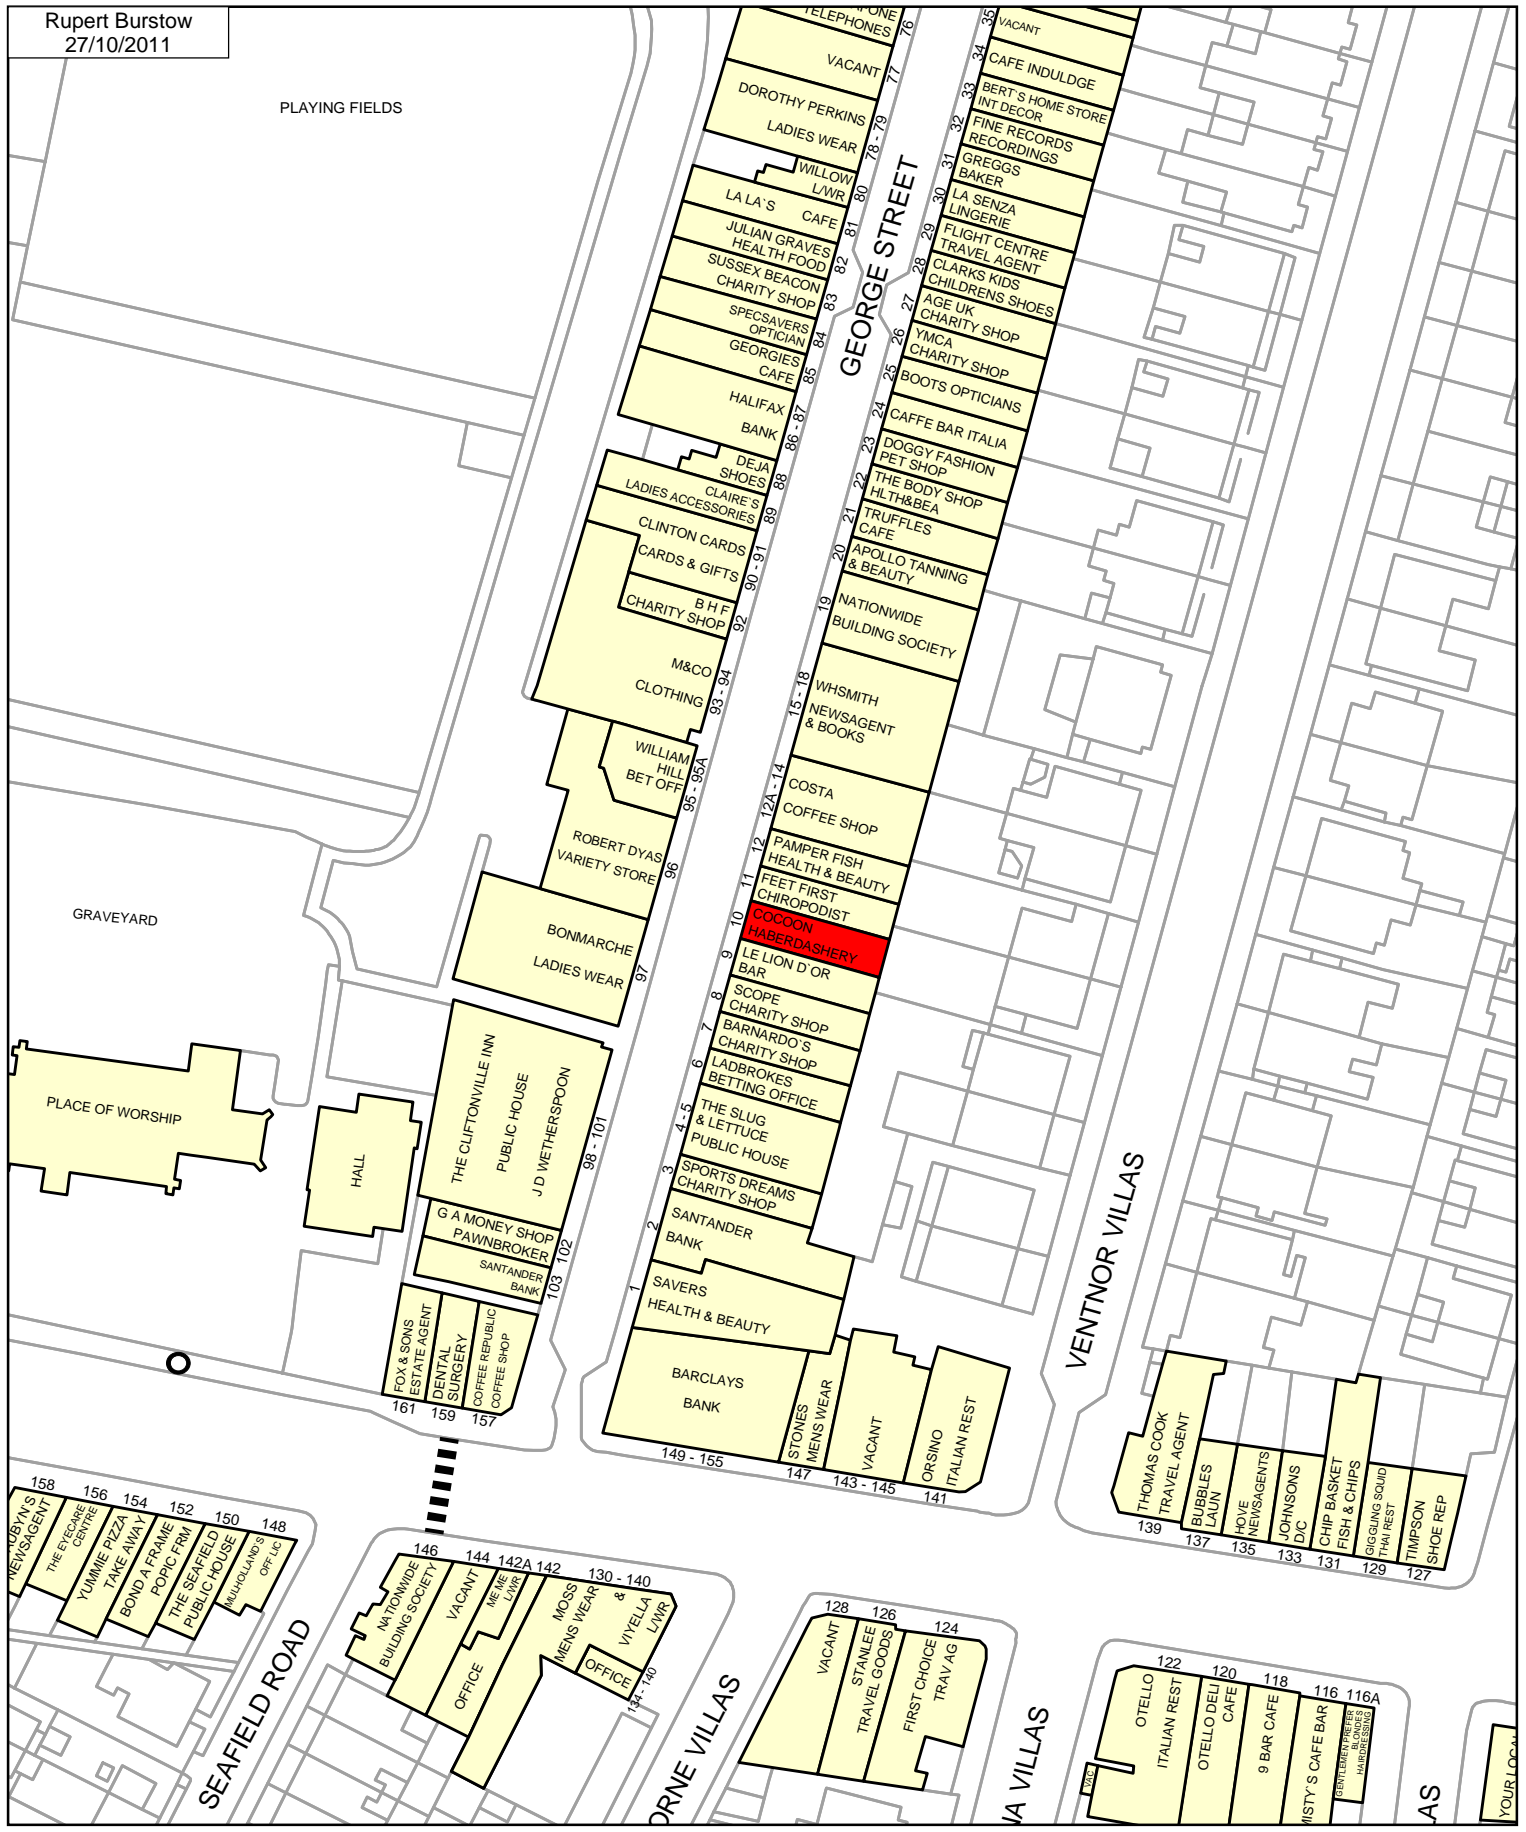 Rupert Burstow
27/10/2011
PLAYING FIELDS
GRAVEYARD
PLACE OF WORSHIP
HALL
GEORGE STREET
TELEPHONES
76
VACANT
77
DOROTHY PERKINS
LADIES WEAR
78 - 79
WILLOW
L/WR
80
LA LA`S CAFE
81
JULIAN GRAVES
HEALTH FOOD
82
SUSSEX BEACON
CHARITY SHOP
83
SPECSAVERS
OPTICIAN
84
GEORGIES
CAFE
85
HALIFAX
BANK
86 - 87
DEJA
SHOES
88
CLAIRE`S
LADIES ACCESSORIES
89
CLINTON CARDS
CARDS & GIFTS
90 - 91
B H F
CHARITY SHOP
92
M&CO
CLOTHING
93 - 94
WILLIAM
HILL
BET OFF
95 - 95A
ROBERT DYAS
VARIETY STORE
96
BONMARCHE
LADIES WEAR
97
THE CLIFTONVILLE INN
PUBLIC HOUSE
J D WETHERSPOON
98 - 101
G A MONEY SHOP
PAWNBROKER
102
SANTANDER
BANK
103
FOX & SONS
ESTATE AGENT
161
DENTAL
SURGERY
159
COFFEE REPUBLIC
COFFEE SHOP
157
35
VACANT
34
CAFE INDULDGE
33
BERT`S HOME STORE
INT DECOR
32
FINE RECORDS
RECORDINGS
31
GREGGS
BAKER
30
LA SENZA
LINGERIE
29
FLIGHT CENTRE
TRAVEL AGENT
28
CLARKS KIDS
CHILDRENS SHOES
27
AGE UK
CHARITY SHOP
26
YMCA
CHARITY SHOP
25
BOOTS OPTICIANS
24
CAFFE BAR ITALIA
23
DOGGY FASHION
PET SHOP
22
THE BODY SHOP
HLTH&BEA
21
TRUFFLES
CAFE
20
APOLLO TANNING
& BEAUTY
19
NATIONWIDE
BUILDING SOCIETY
15 - 18
WHSMITH
NEWSAGENT
& BOOKS
12A - 14
COSTA
COFFEE SHOP
12
PAMPER FISH
HEALTH & BEAUTY
11
FEET FIRST
CHIROPODIST
10
COCOON
HABERDASHERY
9
LE LION D`OR
BAR
8
SCOPE
CHARITY SHOP
7
BARNARDO`S
CHARITY SHOP
6
LADBROKES
BETTING OFFICE
4 - 5
THE SLUG
& LETTUCE
PUBLIC HOUSE
3
SPORTS DREAMS
CHARITY SHOP
2
SANTANDER
BANK
1
SAVERS
HEALTH & BEAUTY
BARCLAYS
BANK
149 - 155
STONES
MENS WEAR
147
VACANT
143 - 145
ORSINO
ITALIAN REST
141
VENTNOR VILLAS
THOMAS COOK
TRAVEL AGENT
139
BUBBLES
LAUN
137
HOVE
NEWSAGENTS
135
JOHNSONS
D/C
133
CHIP BASKET
FISH & CHIPS
131
GIGGLING SQUID
THAI REST
129
TIMPSON
SHOE REP
127
158
NEWSAGENT
156
THE EYECARE
CENTRE
154
YUMMIE PIZZA
TAKE AWAY
152
BOND A FRAME
POPIC FRM
150
THE SEAFIELD
PUBLIC HOUSE
148
MULHOLLAND`S
OFF LIC
SEAFIELD ROAD
146
NATIONWIDE
BUILDING SOCIETY
144
VACANT
142A
ME ME
L/WR
142
OFFICE
130 - 140
MOSS
MENS WEAR
&
VIYELLA
L/WR
OFFICE
134 - 140
ORNE VILLAS
128
VACANT
126
STANLEE
TRAVEL GOODS
124
FIRST CHOICE
TRAV AG
NA VILLAS
VAC
122
OTELLO
ITALIAN REST
120
OTELLO DELI
CAFE
118
9 BAR CAFE
116
MISTY`S CAFE BAR
116A
GENTLEMEN PREFER
BLONDES
HAIRDRESSING
AS
YOUR LOCAL